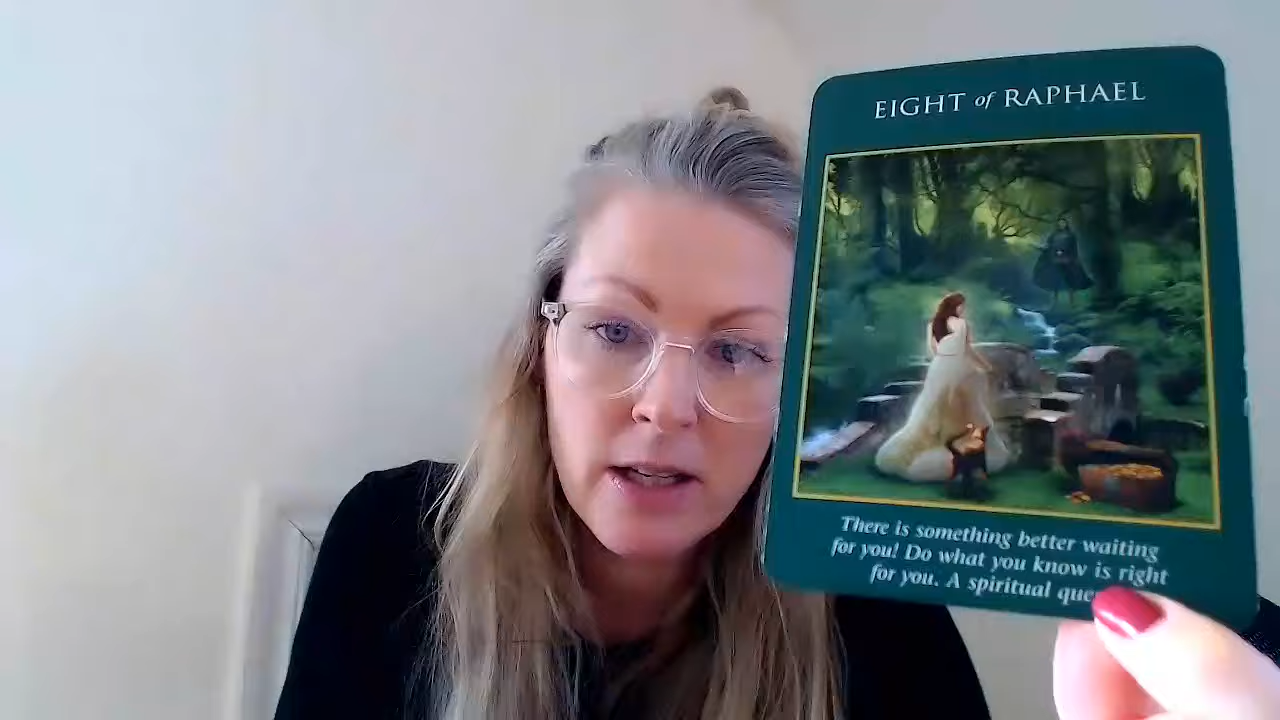 EIGHT of RAPHAEL
There is something better waiting
for you! Do what you know is right
for you. A spiritual